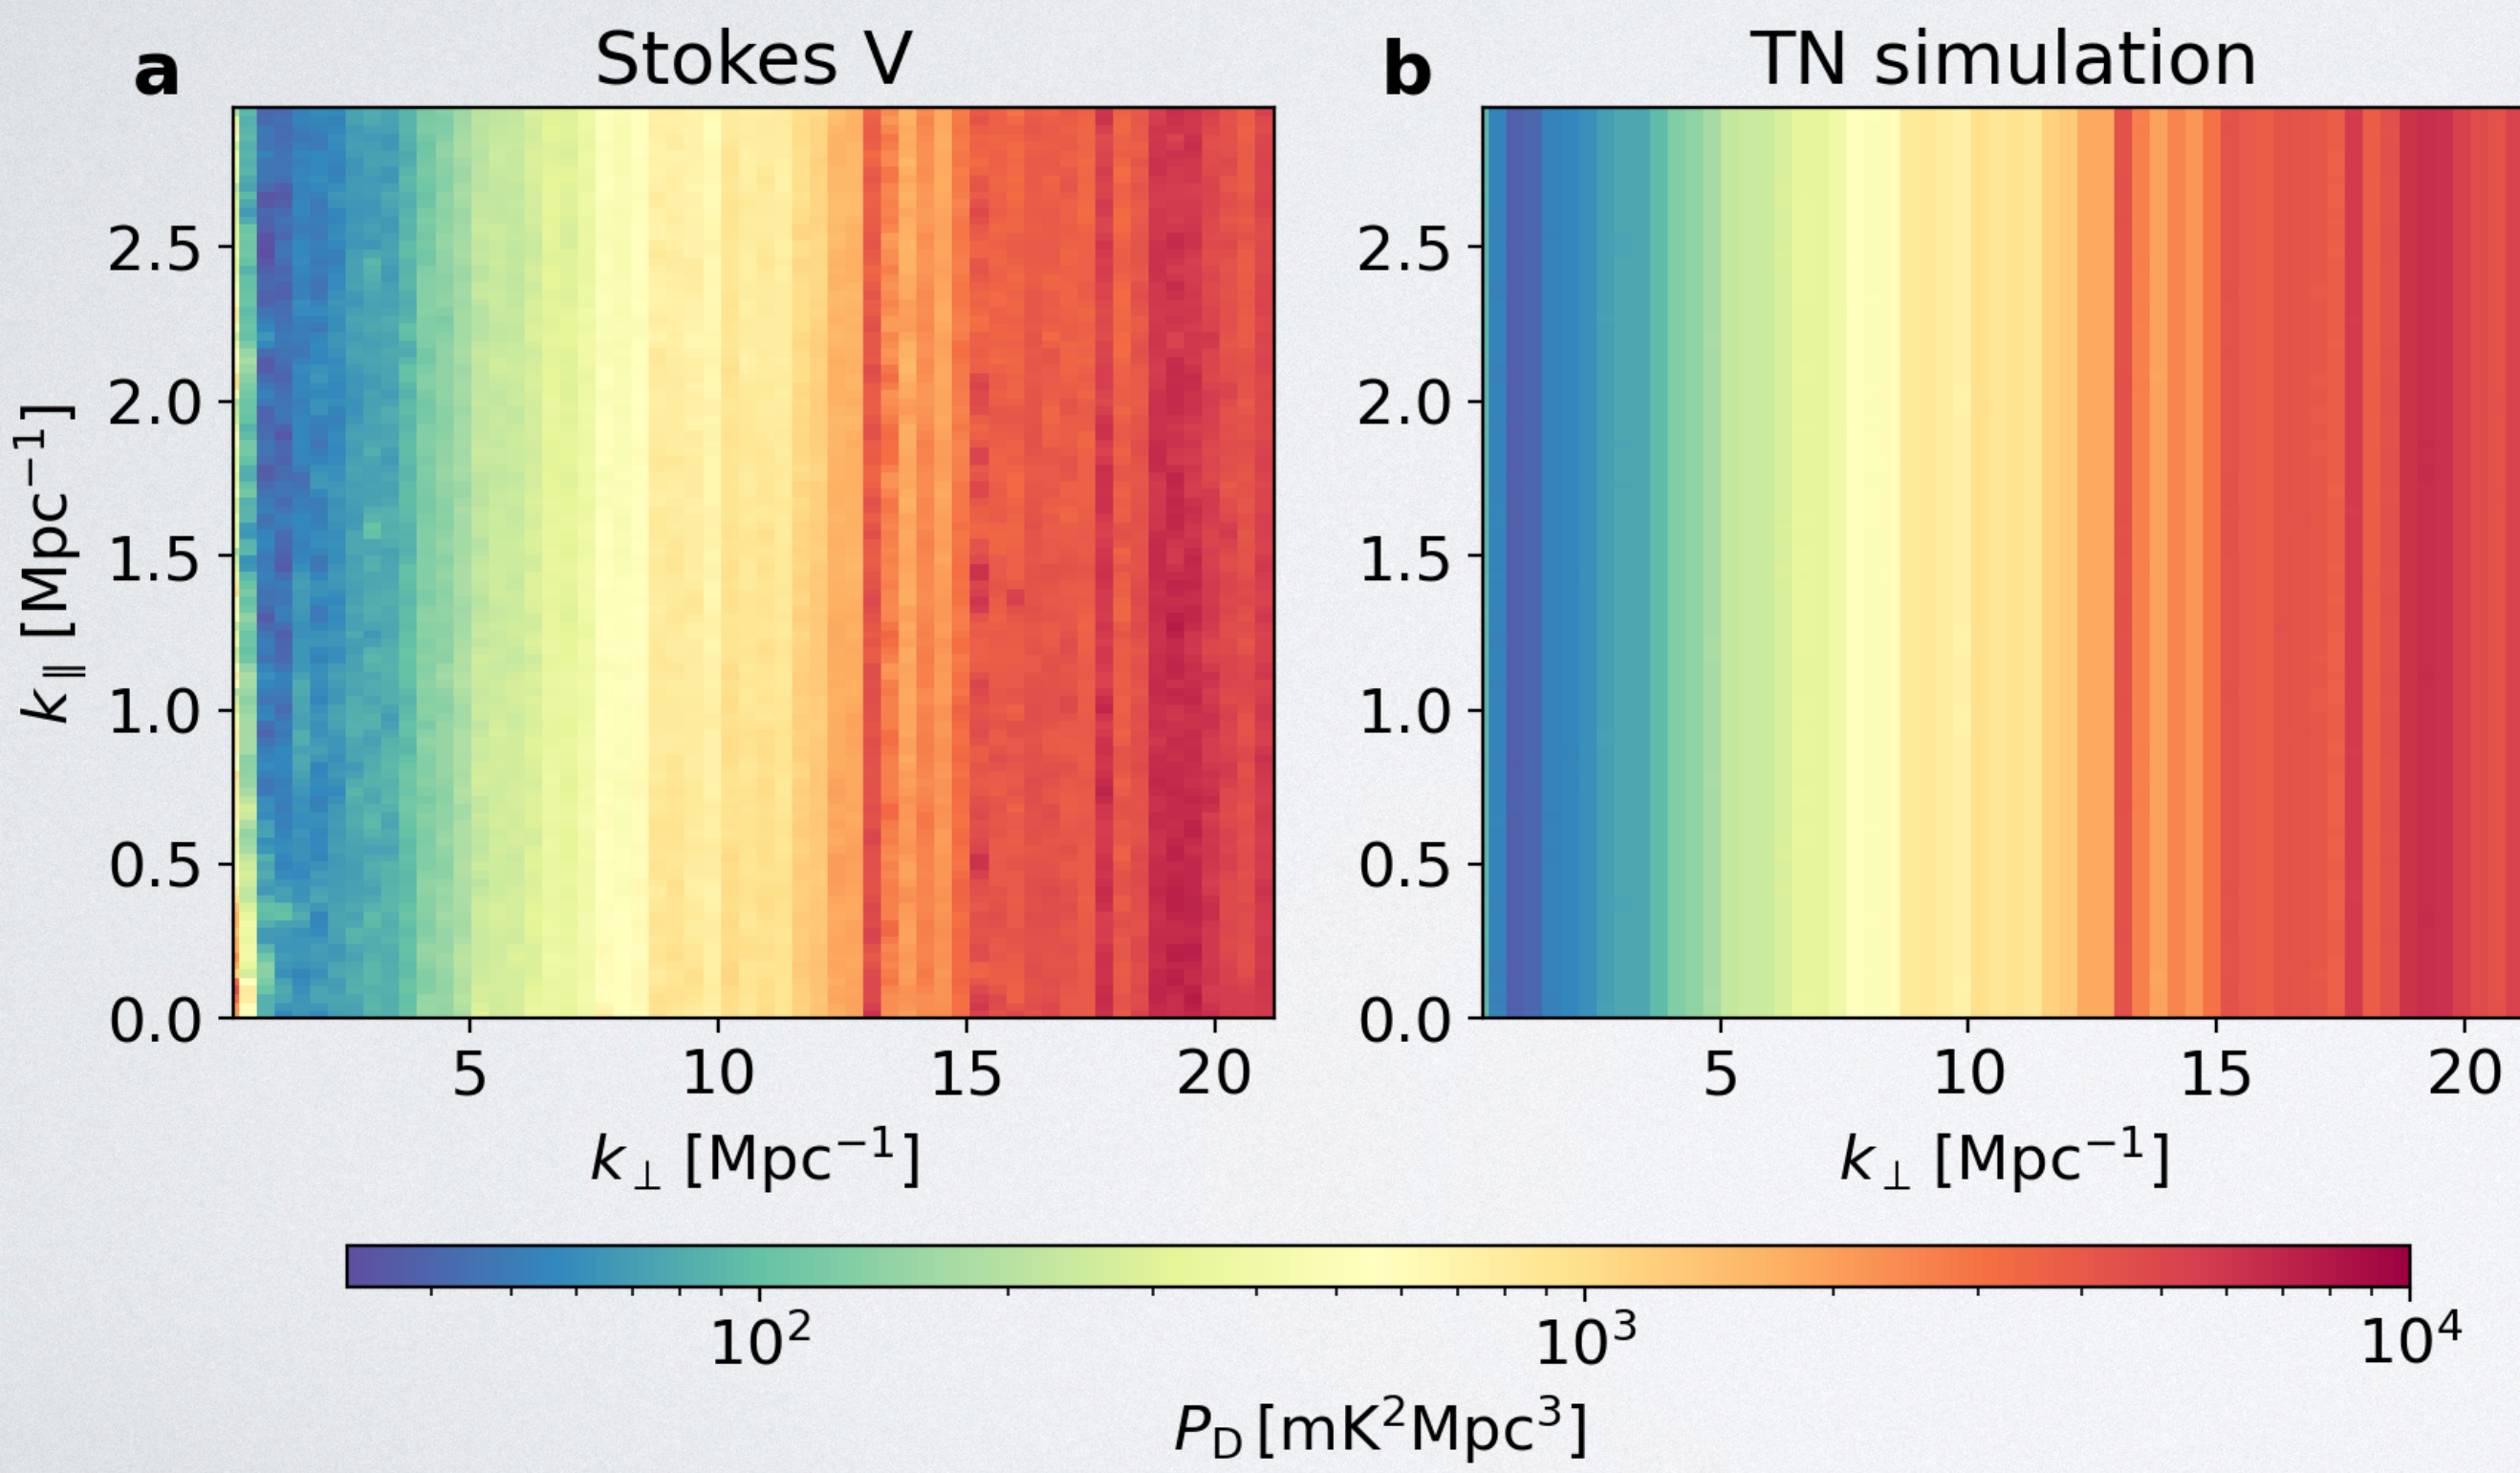 a Stokes V b TN simulation
2.5 2.5
2.0 2.0
1.5 1.5
1.0 1.0
0.5 0.5
0.0 0.0
k∥ [Mpc⁻¹]
5 10 15 20 5 10 15 20
k⊥ [Mpc⁻¹] k⊥ [Mpc⁻¹]
10² 10³ 10⁴
P_D [mK²Mpc³]